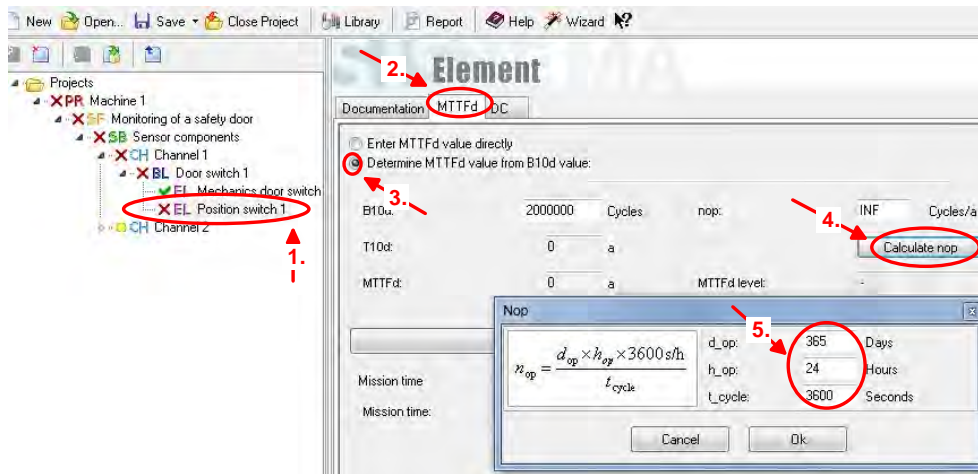 New Open... Save Close Project Library Report Help Wizard
Projects
PR Machine 1
SF Monitoring of a safety door
SB Sensor components
CH Channel 1
BL Door switch 1
EL Mechanics door switch
EL Position switch 1
CH Channel 2
1.
2.
Element
Documentation MTTFd DC
Enter MTTFd value directly
Determine MTTFd value from B10d value:
3.
B10d: 2000000 Cycles nop: INF Cycles/a
4.
T10d: 0 a Calculate nop
MTTFd: 0 a MTTFd level: -
Nop
5.
n_op = d_op × h_op × 3600 s/h / t_cycle
d_op: 365 Days
h_op: 24 Hours
t_cycle: 3600 Seconds
Cancel Ok
Mission time
Mission time: